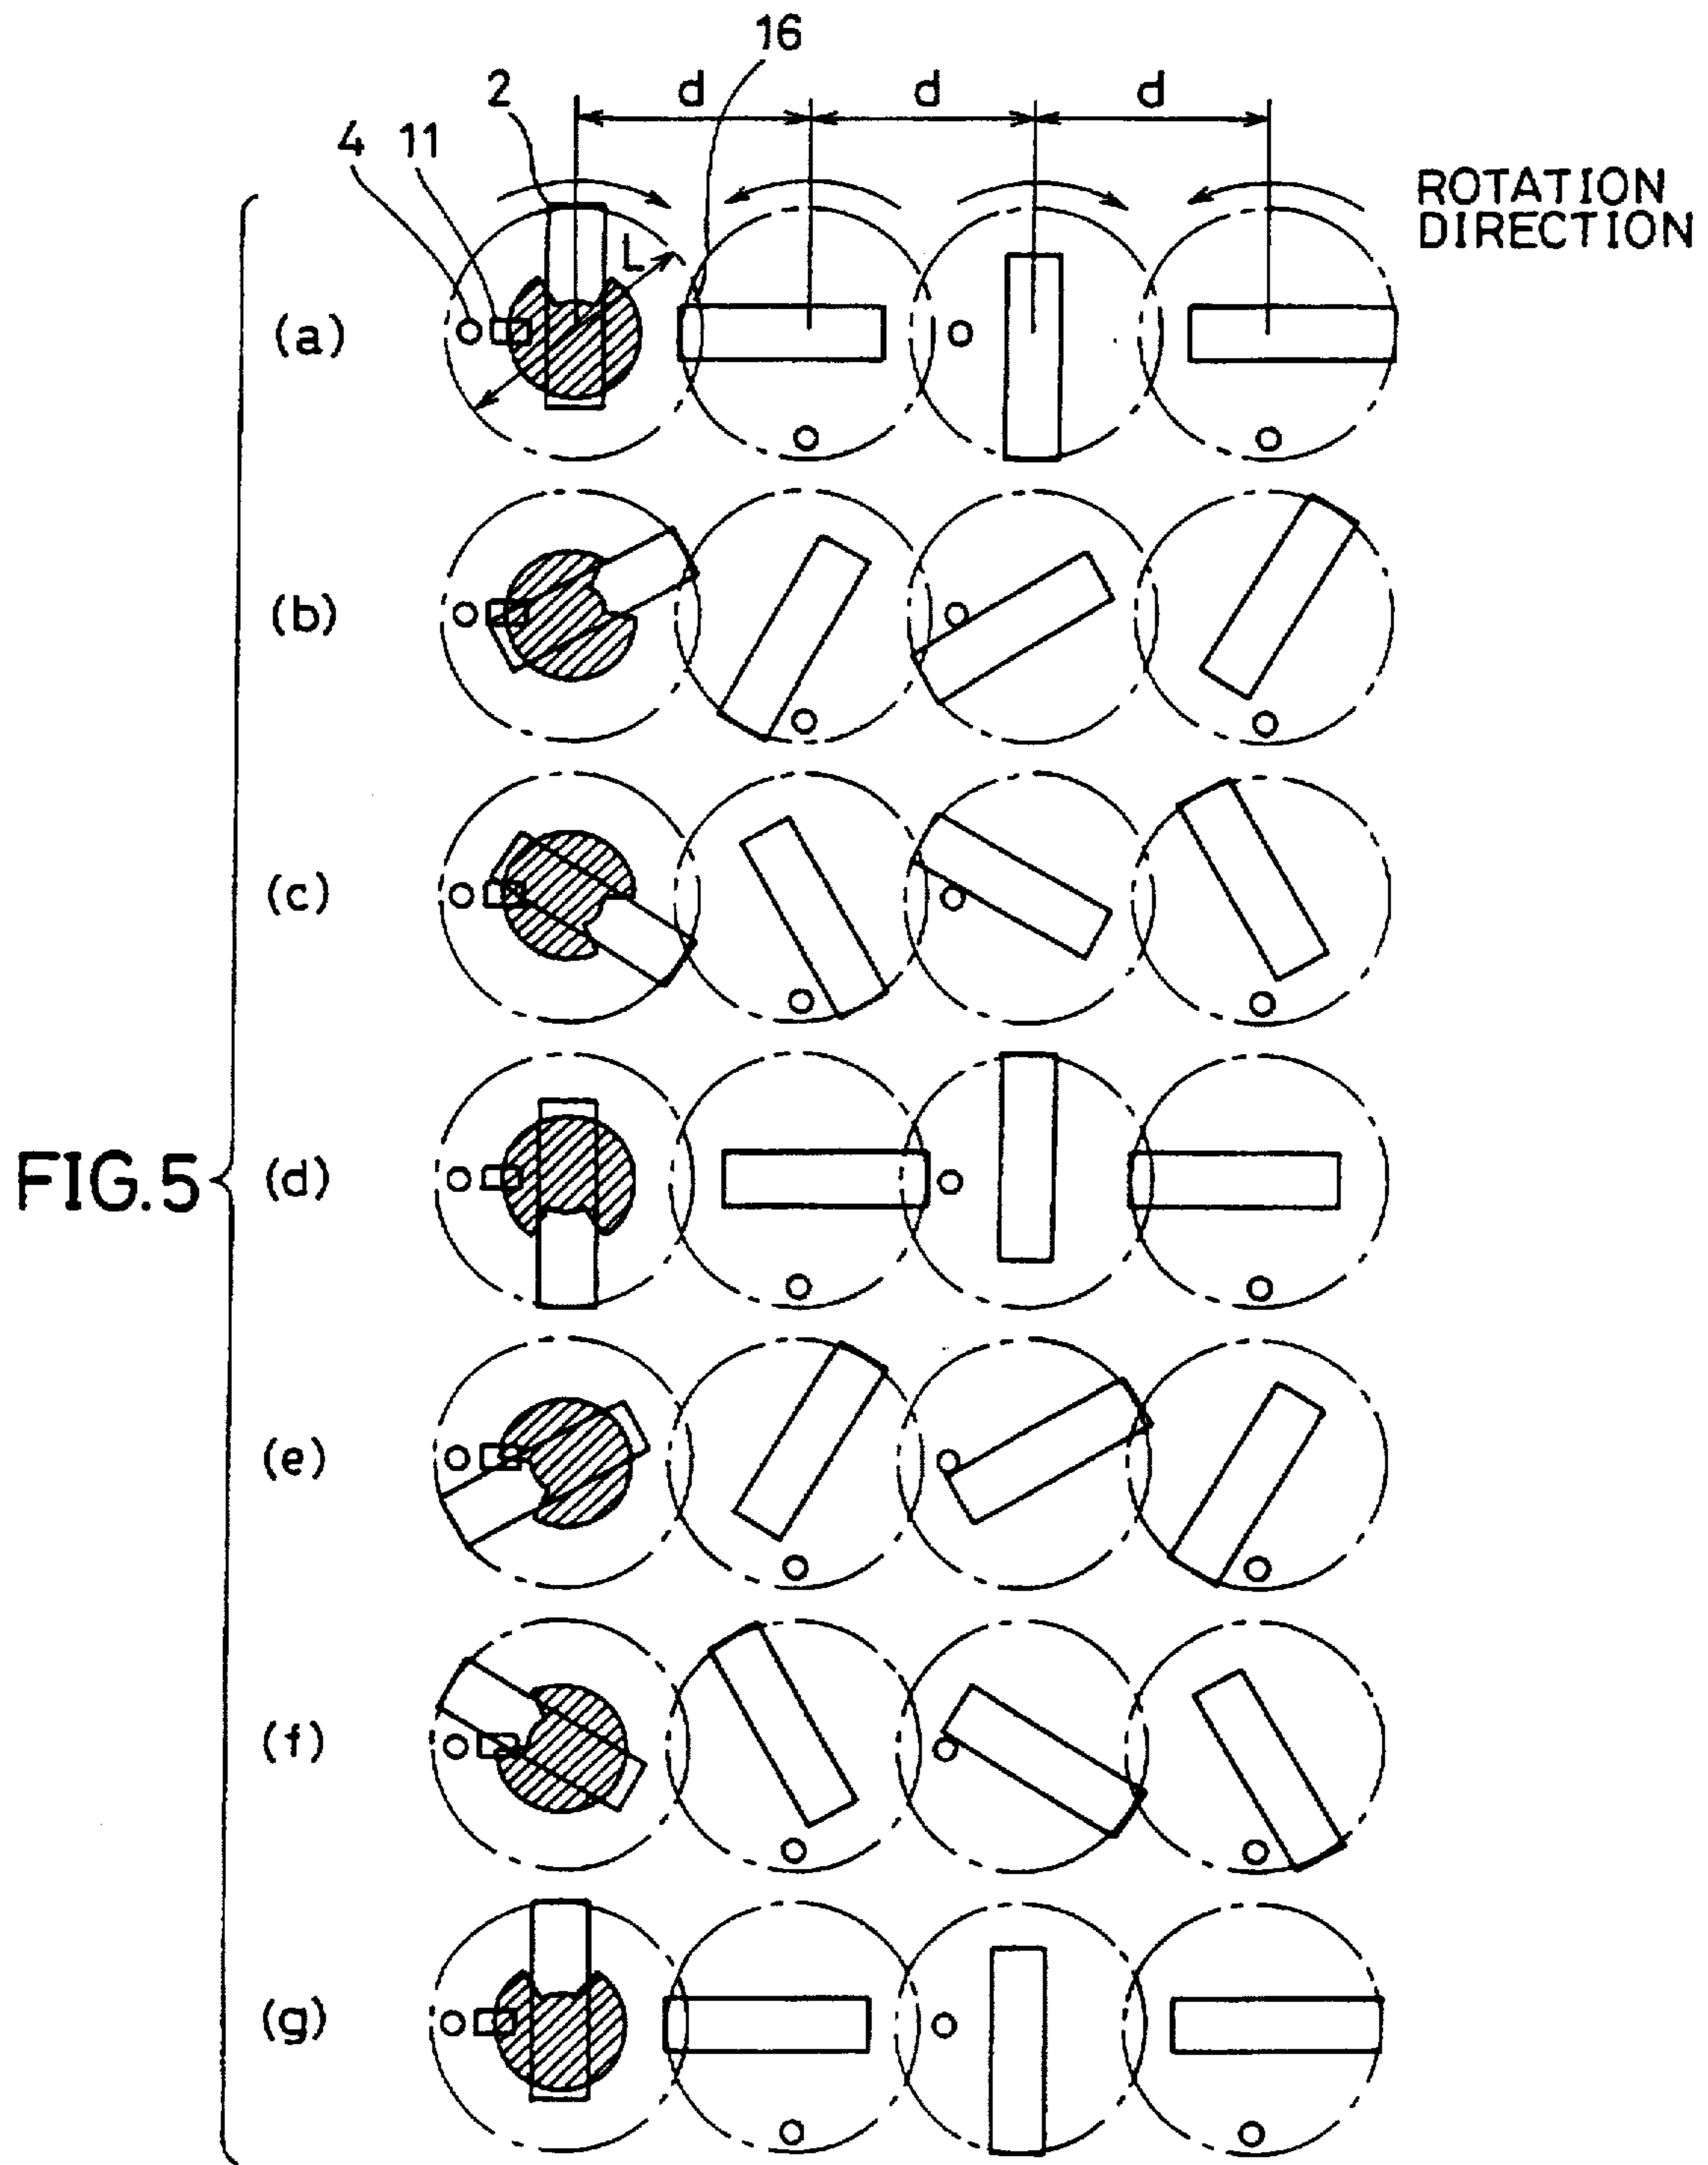 16
2 d d d
4 11
ROTATION
DIRECTION
L
(a)
(b)
(c)
FIG.5 (d)
(e)
(f)
(g)